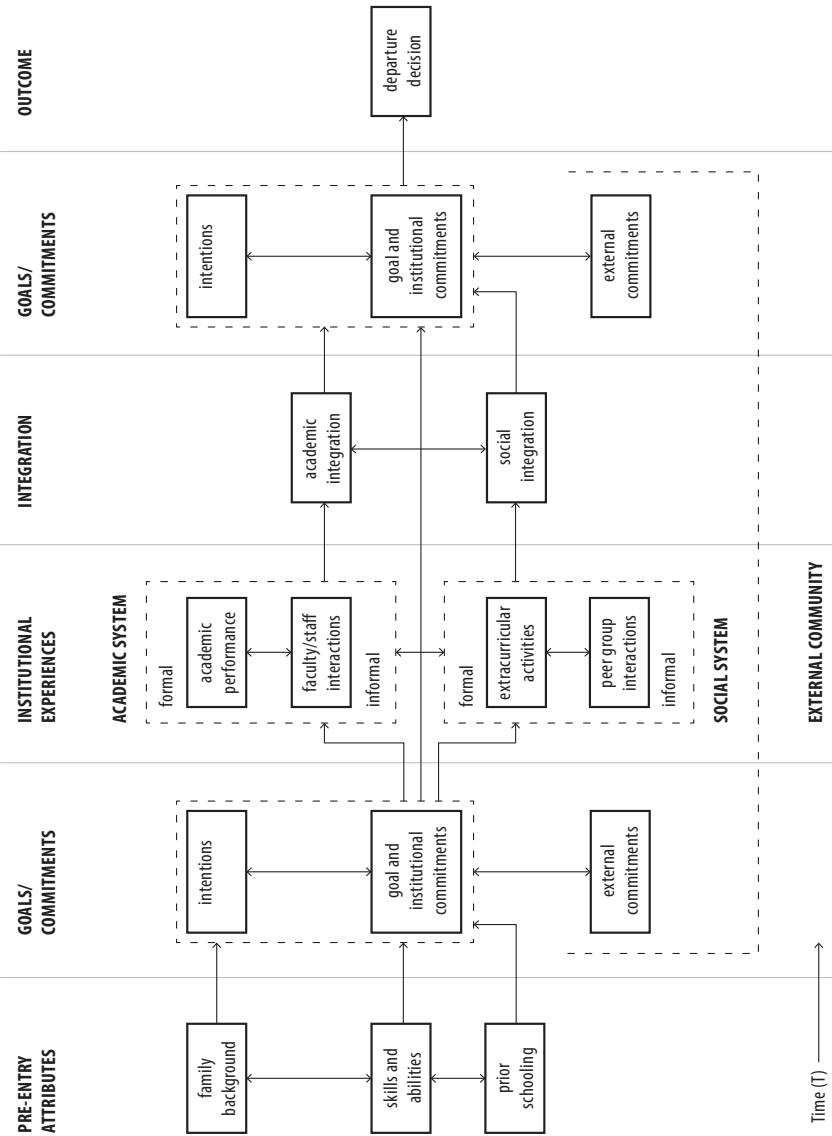 PRE-ENTRY
ATTRIBUTES
family
background
skills and
abilities
prior
schooling
Time (T)
GOALS/
COMMITMENTS
intentions
goal and
institutional
commitments
external
commitments
INSTITUTIONAL
EXPERIENCES
ACADEMIC SYSTEM
formal
academic
performance
faculty/staff
interactions
informal
formal
extracurricular
activities
peer group
interactions
informal
SOCIAL SYSTEM
EXTERNAL COMMUNITY
INTEGRATION
academic
integration
social
integration
GOALS/
COMMITMENTS
intentions
goal and
institutional
commitments
external
commitments
OUTCOME
departure
decision